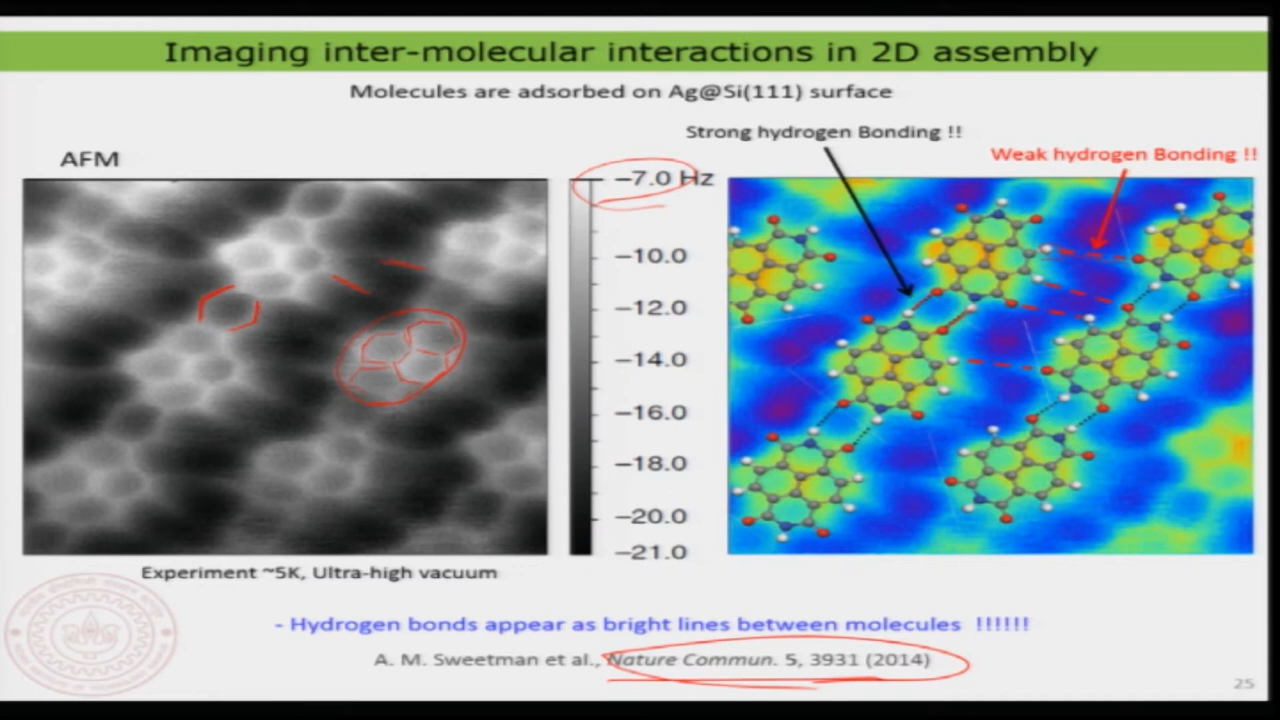 Imaging inter-molecular interactions in 2D assembly
Molecules are adsorbed on Ag@Si(111) surface
Strong hydrogen Bonding !!
Weak hydrogen Bonding !!
AFM
−7.0 Hz
−10.0
−12.0
−14.0
−16.0
−18.0
−20.0
−21.0
Experiment ~5K, Ultra-high vacuum
- Hydrogen bonds appear as bright lines between molecules !!!!!!
A. M. Sweetman et al., Nature Commun. 5, 3931 (2014)
25